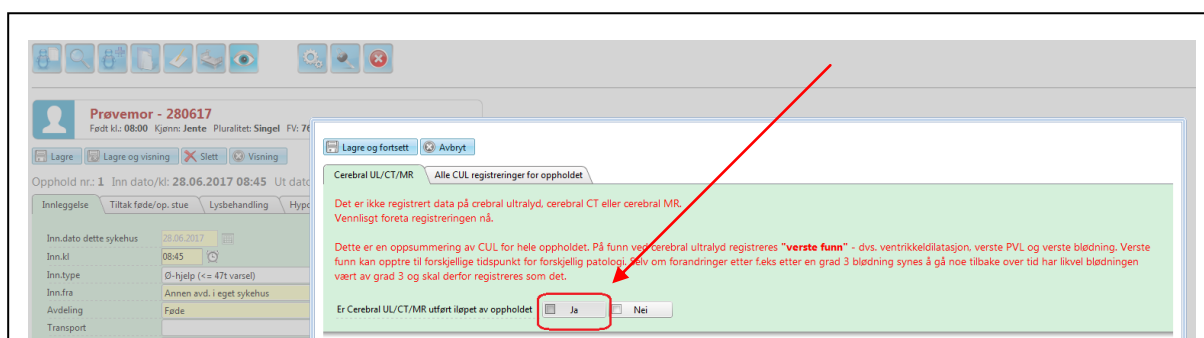 Prøvemor - 280617
Født kl.: 08:00 Kjønn: Jente Pluralitet: Singel FV: 76
Lagre Lagre og visning Slett Visning
Opphold nr.: 1 Inn dato/kl: 28.06.2017 08:45 Ut dato
Innleggelse Tiltak føde/op. stue Lysbehandling Hypo
Inn.dato dette sykehus 28.06.2017
Inn.kl 08:45
Inn.type Ø-hjelp (<= 47t varsel)
Inn.fra Annen avd. i eget sykehus
Avdeling Føde
Transport
Lagre og fortsett Avbryt
Cerebral UL/CT/MR Alle CUL registreringer for oppholdet
Det er ikke registrert data på crebral ultralyd, cerebral CT eller cerebral MR.
Vennligst foreta registreringen nå.
Dette er en oppsummering av CUL for hele oppholdet. På funn ved cerebral ultralyd registreres "verste funn" - dvs. ventrikkeldilatasjon, verste PVL og verste blødning. Verste
funn kan opptre til forskjellige tidspunkt for forskjellig patologi. Selv om forandringer etter f.eks etter en grad 3 blødning synes å gå noe tilbake over tid har likvel blødningen
vært av grad 3 og skal derfor registreres som det.
Er Cerebral UL/CT/MR utført iløpet av oppholdet Ja Nei